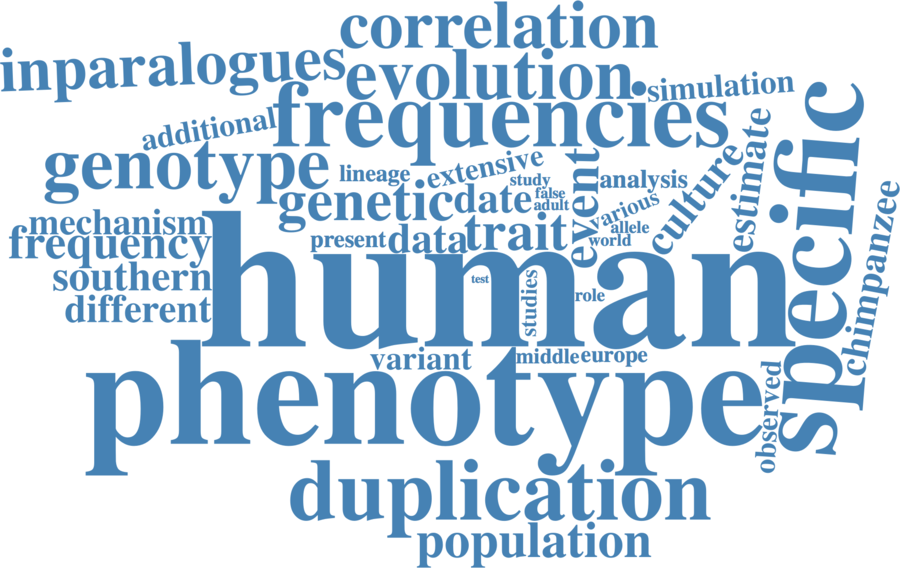 correlation
inparalogues
evolution
simulation
additional
frequencies
specific
genotype
lineage
extensive
study
false
adult
event
analysis
culture
estimate
chimpanzee
genetic
date
various
allele
world
mechanism
frequency
present
data
trait
southern
different
human
test
studies
role
variant
middle
europe
phenotype
observed
duplication
population